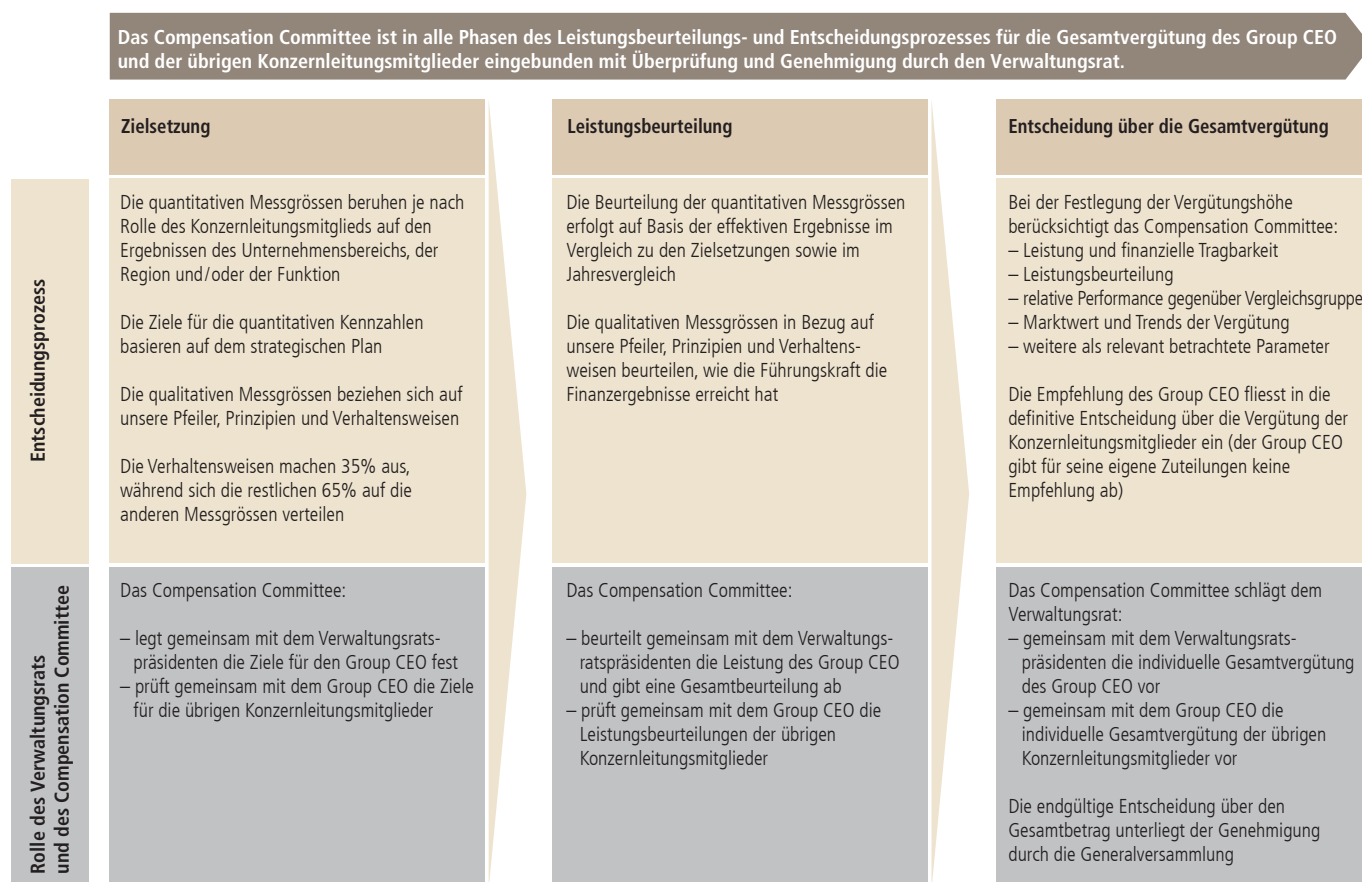 Das Compensation Committee ist in alle Phasen des Leistungsbeurteilungs- und Entscheidungsprozesses für die Gesamtvergütung des Group CEO
und der übrigen Konzernleitungsmitglieder eingebunden mit Überprüfung und Genehmigung durch den Verwaltungsrat.
Zielsetzung
Leistungsbeurteilung
Entscheidung über die Gesamtvergütung
Entscheidungsprozess
Die quantitativen Messgrössen beruhen je nach
Rolle des Konzernleitungsmitglieds auf den
Ergebnissen des Unternehmensbereichs, der
Region und/oder der Funktion
Die Ziele für die quantitativen Kennzahlen
basieren auf dem strategischen Plan
Die qualitativen Messgrössen beziehen sich auf
unsere Pfeiler, Prinzipien und Verhaltensweisen
Die Verhaltensweisen machen 35% aus,
während sich die restlichen 65% auf die
anderen Messgrössen verteilen
Die Beurteilung der quantitativen Messgrössen
erfolgt auf Basis der effektiven Ergebnisse im
Vergleich zu den Zielsetzungen sowie im
Jahresvergleich
Die qualitativen Messgrössen in Bezug auf
unsere Pfeiler, Prinzipien und Verhaltens-
weisen beurteilen, wie die Führungskraft die
Finanzergebnisse erreicht hat
Bei der Festlegung der Vergütungshöhe
berücksichtigt das Compensation Committee:
– Leistung und finanzielle Tragbarkeit
– Leistungsbeurteilung
– relative Performance gegenüber Vergleichsgruppe
– Marktwert und Trends der Vergütung
– weitere als relevant betrachtete Parameter
Die Empfehlung des Group CEO fliesst in die
definitive Entscheidung über die Vergütung der
Konzernleitungsmitglieder ein (der Group CEO
gibt für seine eigene Zuteilungen keine
Empfehlung ab)
Rolle des Verwaltungsrats
und des Compensation Committee
Das Compensation Committee:
– legt gemeinsam mit dem Verwaltungsrats-
präsidenten die Ziele für den Group CEO fest
– prüft gemeinsam mit dem Group CEO die Ziele
für die übrigen Konzernleitungsmitglieder
Das Compensation Committee:
– beurteilt gemeinsam mit dem Verwaltungs-
ratspräsidenten die Leistung des Group CEO
und gibt eine Gesamtbeurteilung ab
– prüft gemeinsam mit dem Group CEO die
Leistungsbeurteilungen der übrigen
Konzernleitungsmitglieder
Das Compensation Committee schlägt dem
Verwaltungsrat:
– gemeinsam mit dem Verwaltungsrats-
präsidenten die individuelle Gesamtvergütung
des Group CEO vor
– gemeinsam mit dem Group CEO die
individuelle Gesamtvergütung der übrigen
Konzernleitungsmitglieder vor
Die endgültige Entscheidung über den
Gesamtbetrag unterliegt der Genehmigung
durch die Generalversammlung